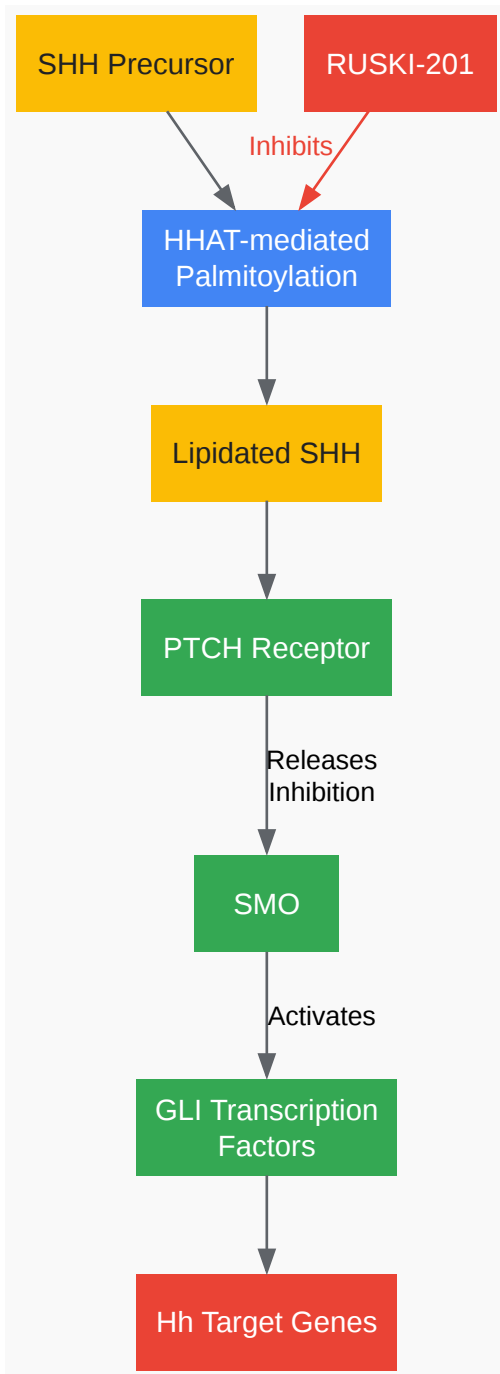 SHH Precursor
RUSKI-201
Inhibits
HHAT-mediated
Palmitoylation
Lipidated SHH
PTCH Receptor
Releases
Inhibition
SMO
Activates
GLI Transcription
Factors
Hh Target Genes